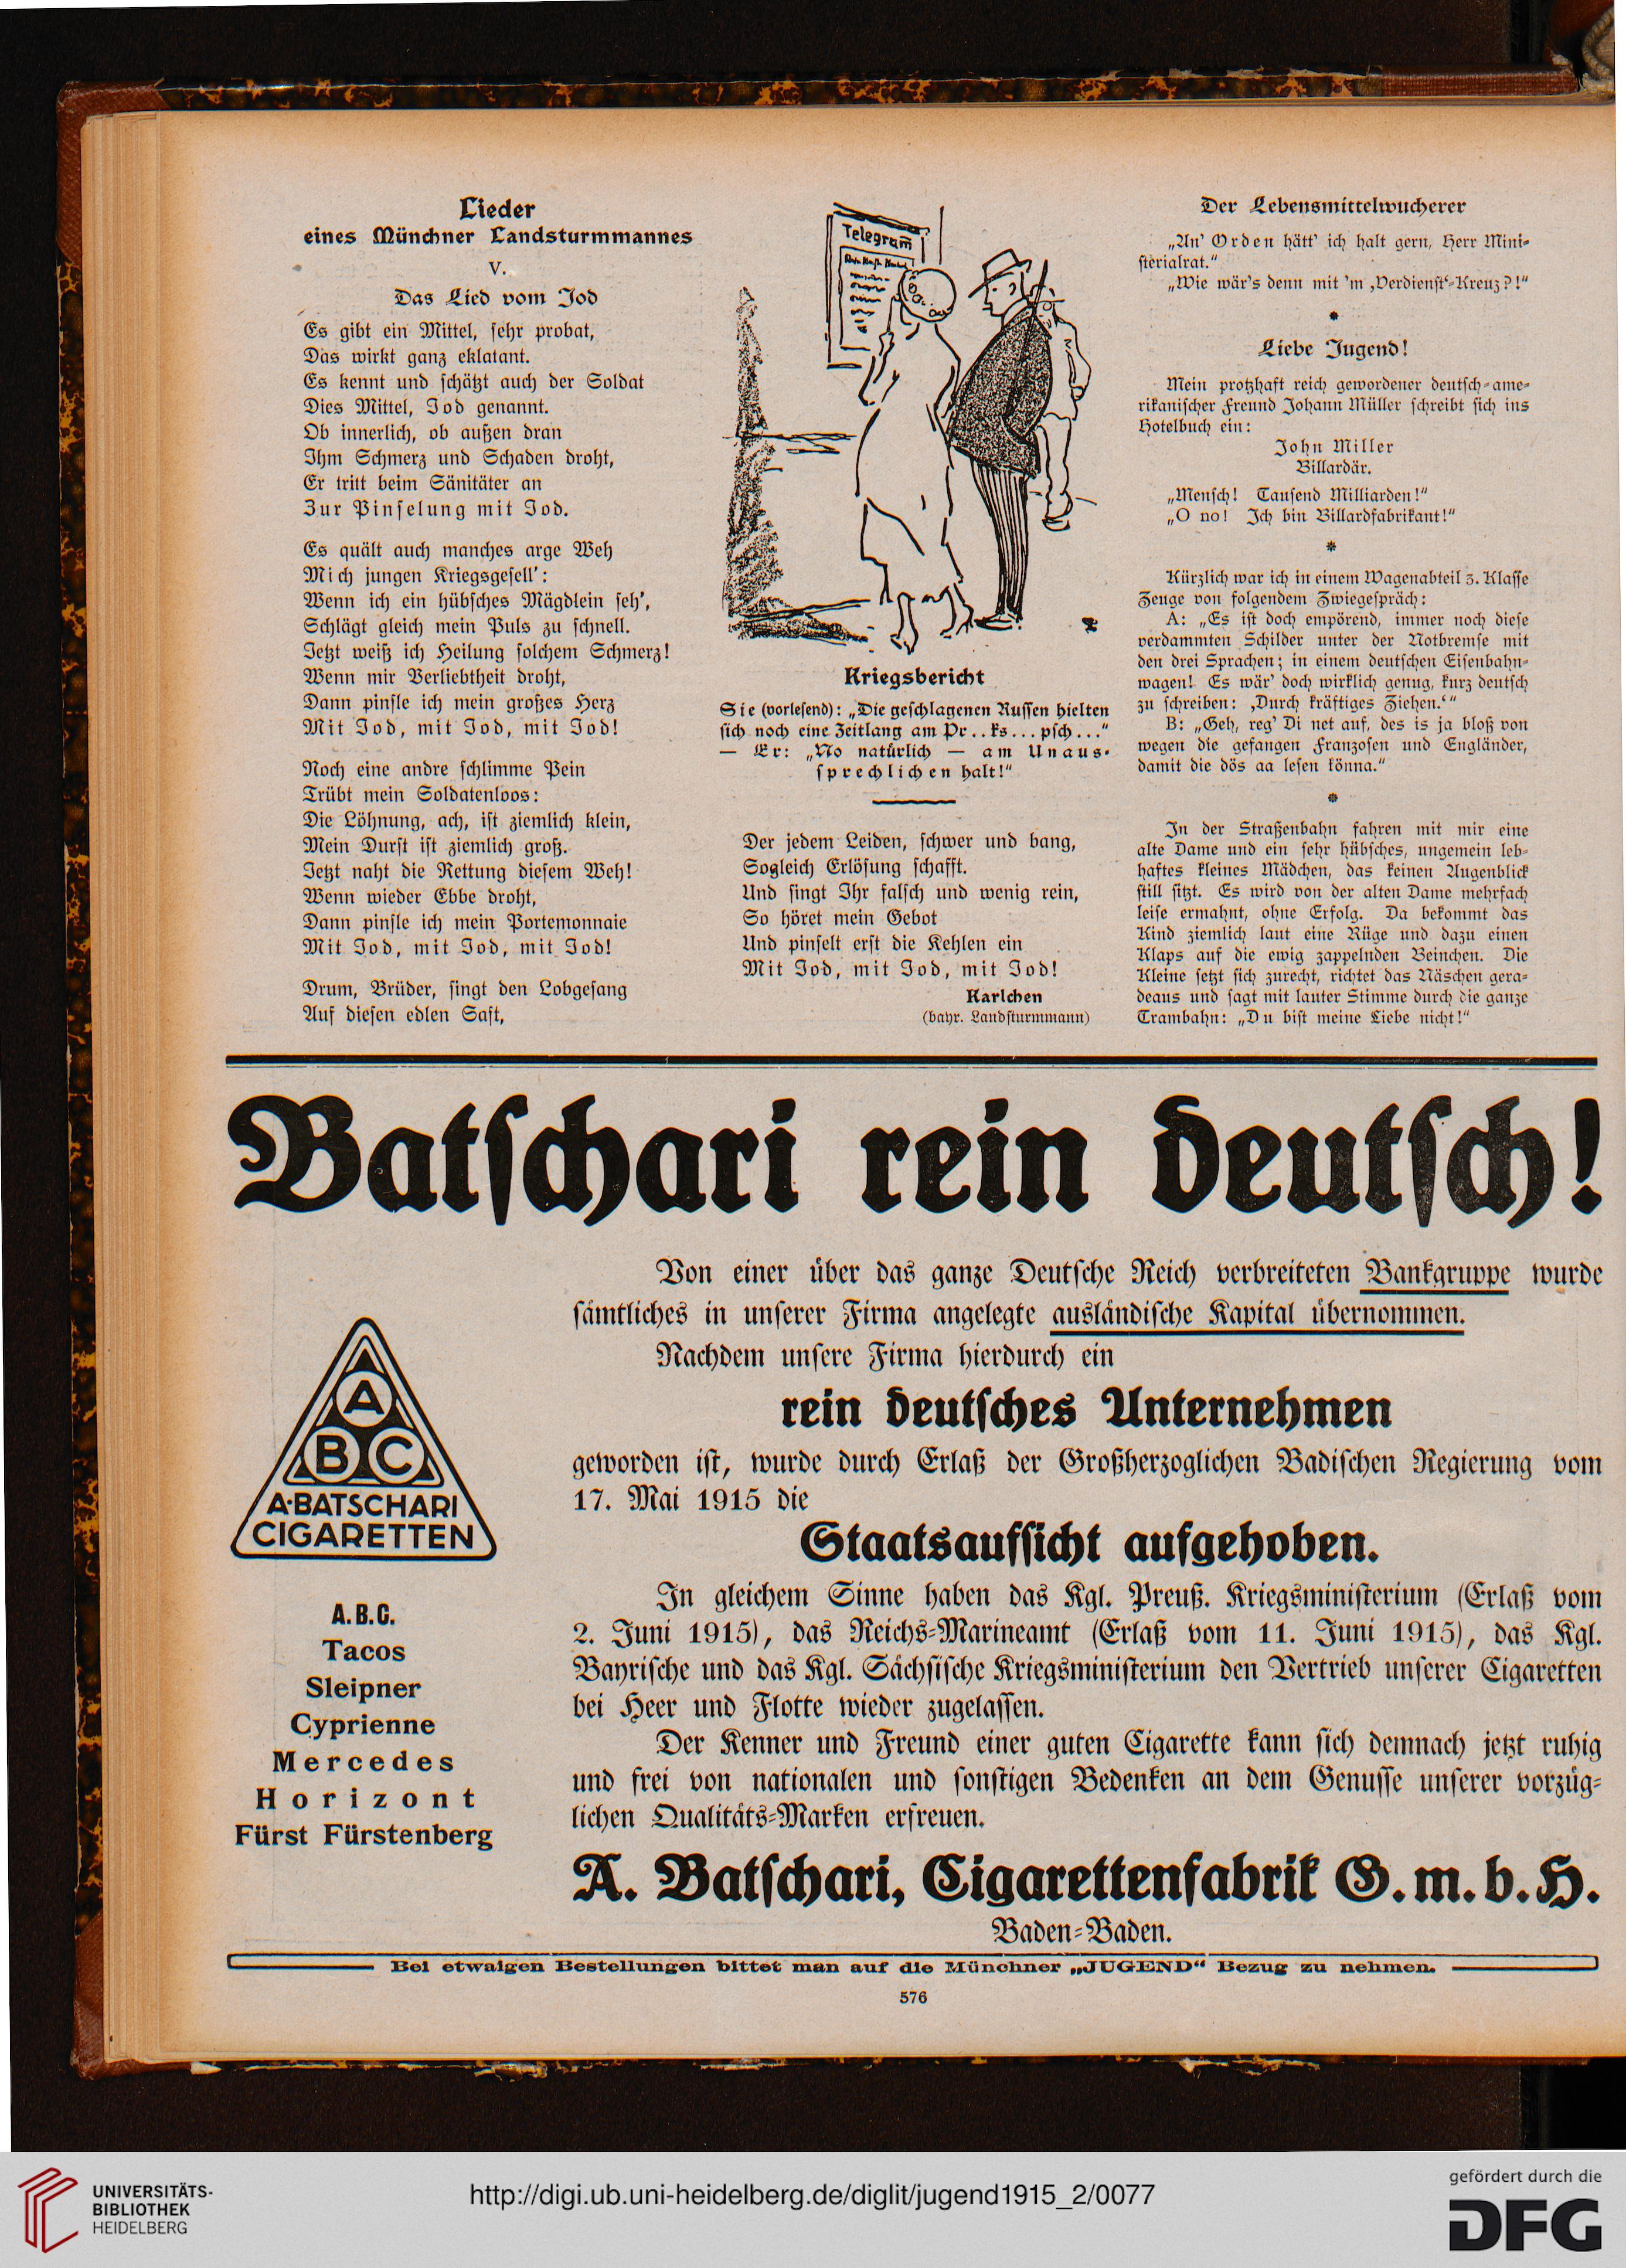 Lieder
eines Münchner Landsturmmannes
V.
Das Lied vom Jod
Es gibt ein Mittel, sehr probat,
Das wirkt ganz eklatant.
Es kennt und schätzt auch der Soldat
Dies Mittel, Jod genannt.
Ob innerlich, ob außen dran
Ihm Schmerz und Schaden droht,
Er tritt beim Sänitäter an
Zur Pinselung mit Jod.
Es quält auch manches arge Weh
Mich jungen Kriegsgesell':
Wenn ich ein hübsches Mägdlein seh',
Schlägt gleich mein Puls zu schnell.
Jetzt weiß ich Heilung solchem Schmerz!
Wenn mir Verliebtheit droht,
Dann pinsle ich mein großes Herz
Mit Jod, mit Jod, mit Jod!
Noch eine andre schlimme Pein
Trübt mein Soldatenloos:
Die Löhnung, ach, ist ziemlich klein,
Mein Durst ist ziemlich groß.
Jetzt naht die Rettung diesem Weh!
Wenn wieder Ebbe droht,
Dann pinsle ich mein Portemonnaie
Mit Jod, mit Jod, mit Jod!
Drum, Brüder, singt den Lobgesang
Auf diesen edlen Saft,
Telegram̅
Kriegsbericht
Sie (vorlesend): „Die geschlagenen Russen hielten
sich noch eine Zeitlang am Pr..ks...psch..."
— Er: „No natürlich — am Unaus-
sprechlichen halt!"
Der jedem Leiden, schwer und bang,
Sogleich Erlösung schafft.
Und singt Ihr falsch und wenig rein,
So höret mein Gebot
Und pinselt erst die Kehlen ein
Mit Jod, mit Jod, mit Jod!
Karlchen
(bayr. Landsturmmann)
Der Lebensmittelwucherer
„An' Orden hätt' ich halt gern, Herr Mini-
sterialrat."
„Wie wär's denn mit 'm ‚Verdienst'-Kreuz?!"
*
Liebe Jugend!
Mein protzhaft reich gewordener deutsch-ame-
rikanischer Freund Johann Müller schreibt sich ins
Hotelbuch ein:
John Miller
Billardär.
„Mensch! Tausend Milliarden!"
„O no! Ich bin Billardfabrikant!"
*
Kürzlich war ich in einem Wagenabteil 3. Klasse
Zeuge von folgendem Zwiegespräch:
A: „Es ist doch empörend, immer noch diese
verdammten Schilder unter der Notbremse mit
den drei Sprachen; in einem deutschen Eisenbahn-
wagen! Es wär' doch wirklich genug, kurz deutsch
zu schreiben: ‚Durch kräftiges Ziehen.'"
B: „Geh, reg' Di net auf, des is ja bloß von
wegen die gefangen Franzosen und Engländer,
damit die dös aa lesen könna."
*
In der Straßenbahn fahren mit mir eine
alte Dame und ein sehr hübsches, ungemein leb-
haftes kleines Mädchen, das keinen Augenblick
still sitzt. Es wird von der alten Dame mehrfach
leise ermahnt, ohne Erfolg. Da bekommt das
Kind ziemlich laut eine Rüge und dazu einen
Klaps auf die ewig zappelnden Beinchen. Die
Kleine setzt sich zurecht, richtet das Näschen gera-
deaus und sagt mit lauter Stimme durch die ganze
Trambahn: „Du bist meine Liebe nicht!"
Batschari rein deutsch!
Von einer über das ganze Deutsche Reich verbreiteten Bankgruppe wurde
sämtliches in unserer Firma angelegte ausländische Kapital übernommen.
Nachdem unsere Firma hierdurch ein
rein deutsches Unternehmen
geworden ist, wurde durch Erlaß der Großherzoglichen Badischen Regierung vom
17. Mai 1915 die
Staatsaufsicht aufgehoben.
In gleichem Sinne haben das Kgl. Preuß. Kriegsministerium (Erlaß vom
2. Juni 1915), das Reichs-Marineamt (Erlaß vom 11. Juni 1915), das Kgl.
Bayrische und das Kgl. Sächsische Kriegsministerium den Vertrieb unserer Cigaretten
bei Heer und Flotte wieder zugelassen.
Der Kenner und Freund einer guten Cigarette kann sich demnach jetzt ruhig
und frei von nationalen und sonstigen Bedenken an dem Genusse unserer vorzüg-
lichen Qualitäts-Marken erfreuen.
A. Batschari, Cigarettenfabrik G.m.b.H.
Baden-Baden.
A
B C
A·BATSCHARI
CIGARETTEN
A.B.C.
Tacos
Sleipner
Cyprienne
Mercedes
Horizont
Fürst Fürstenberg
Bei etwaigen Bestellungen bittet man auf die Münchner „JUGEND" Bezug zu nehmen.
576
UNIVERSITÄTS-
BIBLIOTHEK
HEIDELBERG
http://digi.ub.uni-heidelberg.de/diglit/jugend1915_2/0077
gefördert durch die
DFG